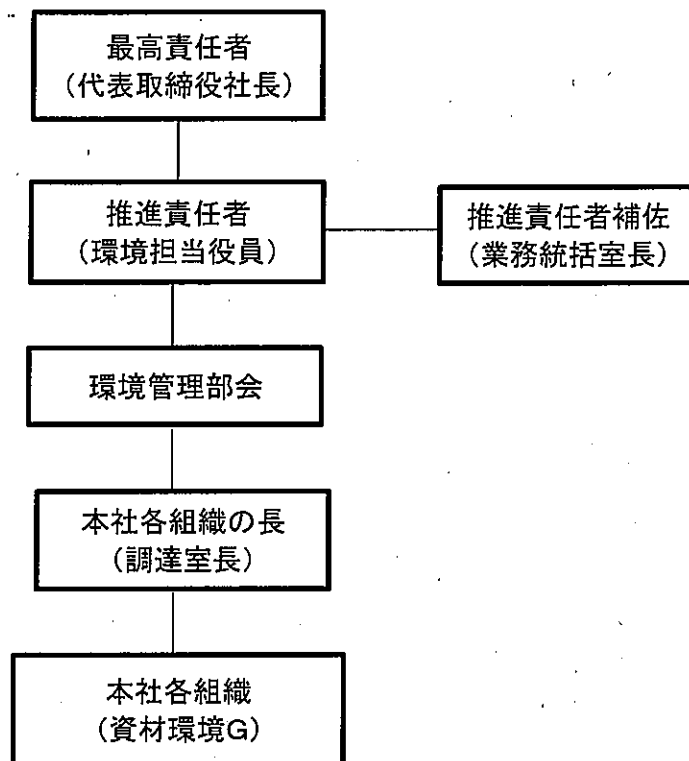 最高責任者
（代表取締役社長）
推進責任者
（環境担当役員）
推進責任者補佐
（業務統括室長）
環境管理部会
本社各組織の長
（調達室長）
本社各組織
（資材環境G）